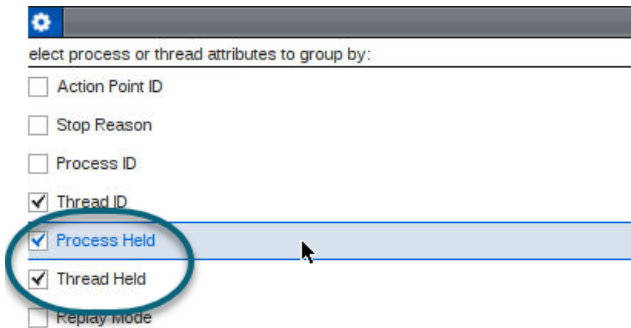 elect process or thread attributes to group by:
Action Point ID
Stop Reason
Process ID
Thread ID
Process Held
Thread Held
Replay Mode